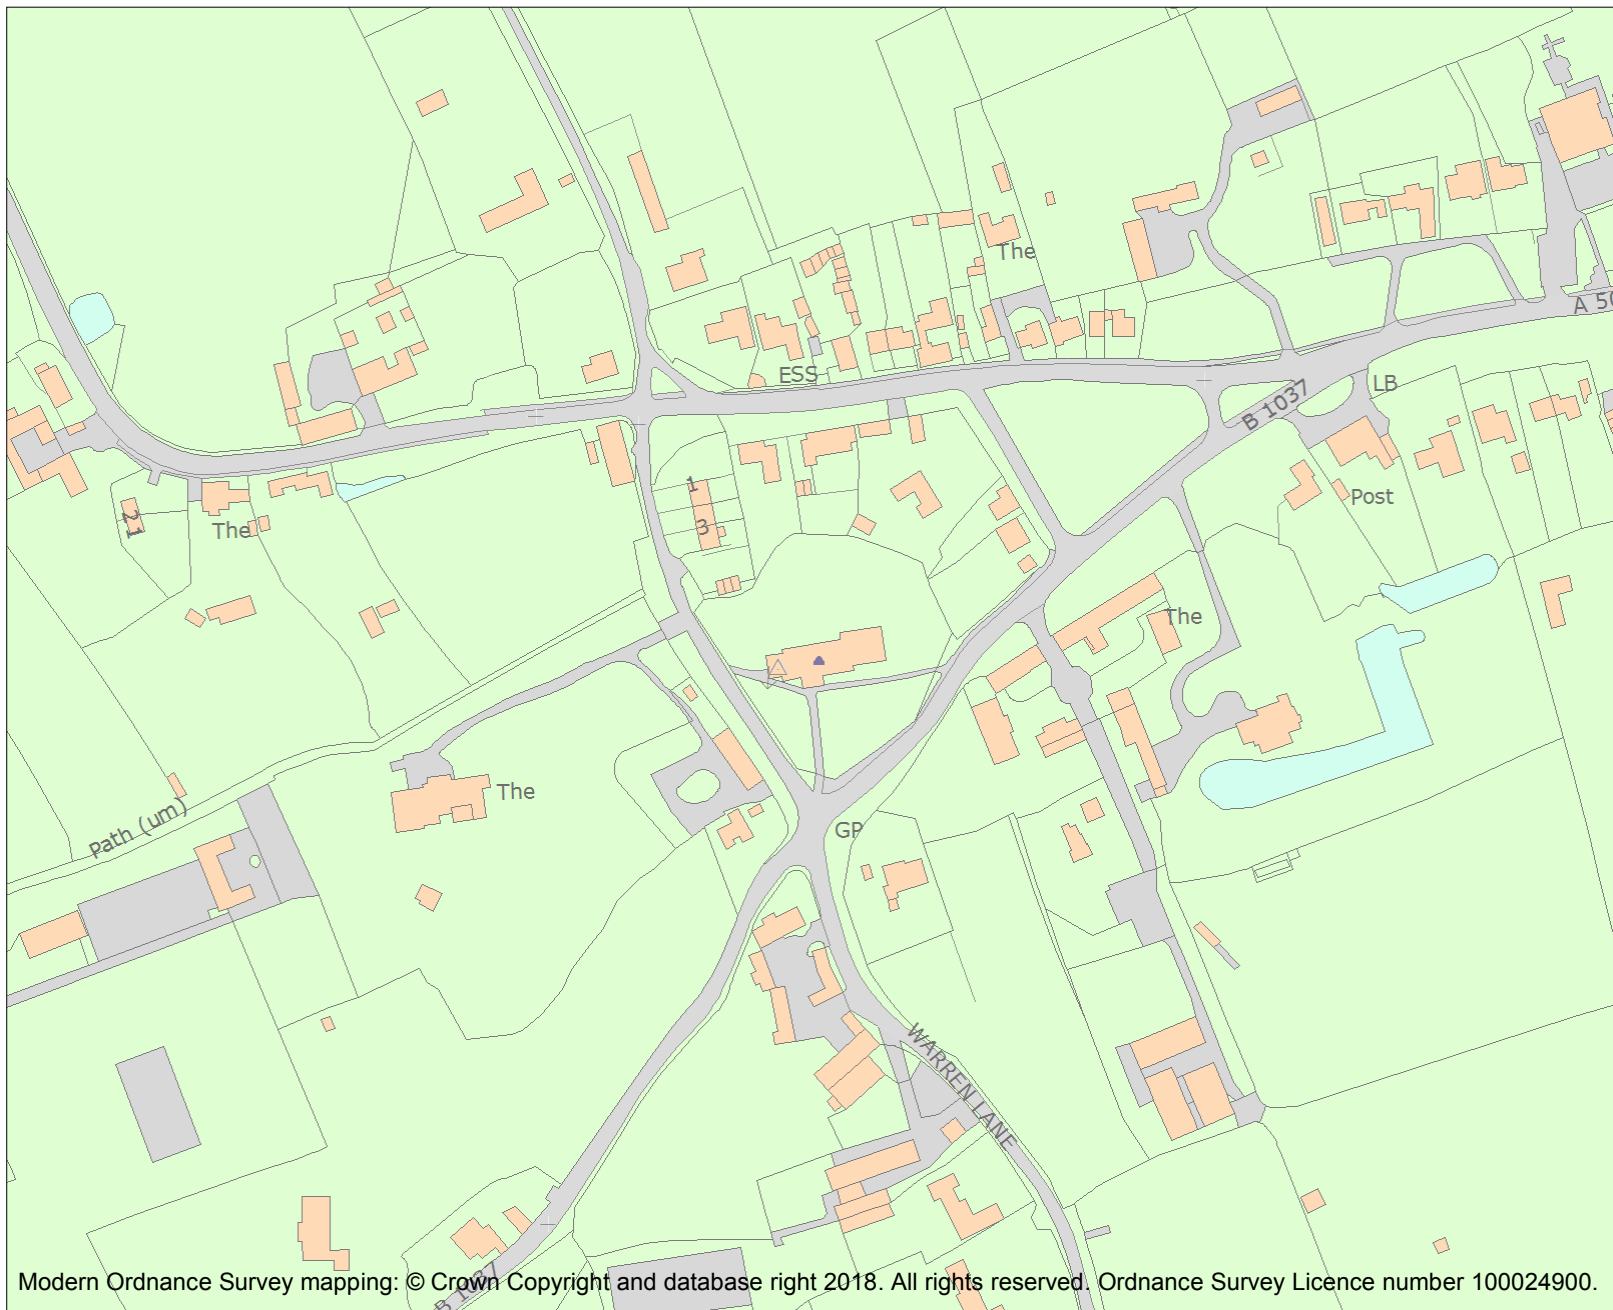 The
A 50
ESS
LB
B 1037
1
Post
3
21
The
The
The
Path (um)
GP
WARREN LANE
B 1037
Modern Ordnance Survey mapping: © Crown Copyright and database right 2018. All rights reserved. Ordnance Survey Licence number 100024900.